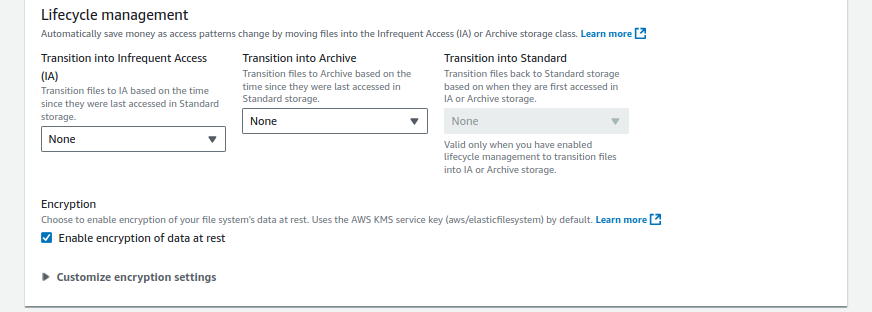 Lifecycle management
Automatically save money as access patterns change by moving files into the Infrequent Access (IA) or Archive storage class. Learn more
Transition into Infrequent Access
(IA)
Transition files to IA based on the time
since they were last accessed in Standard
storage.
None
Transition into Archive
Transition files to Archive based on the
time since they were last accessed in
Standard storage.
None
Transition into Standard
Transition files back to Standard storage
based on when they are first accessed in
IA or Archive storage.
None
Valid only when you have enabled
lifecycle management to transition files
into IA or Archive storage.
Encryption
Choose to enable encryption of your file system's data at rest. Uses the AWS KMS service key (aws/elasticfilesystem) by default. Learn more
Enable encryption of data at rest
Customize encryption settings